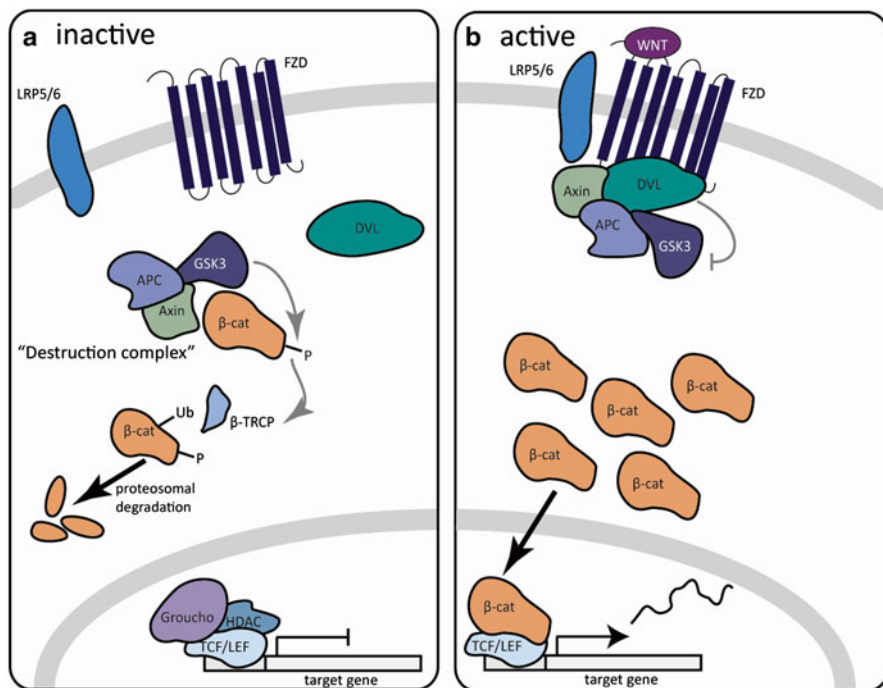 a inactive
FZD
LRP5/6
DVL
GSK3
APC
Axin
β-cat
"Destruction complex"
P
Ub
β-TRCP
β-cat
P
proteosomal
degradation
Groucho
HDAC
TCF/LEF
target gene
b active
WNT
LRP5/6
FZD
Axin
DVL
APC
GSK3
β-cat
β-cat
β-cat
β-cat
β-cat
β-cat
TCF/LEF
target gene